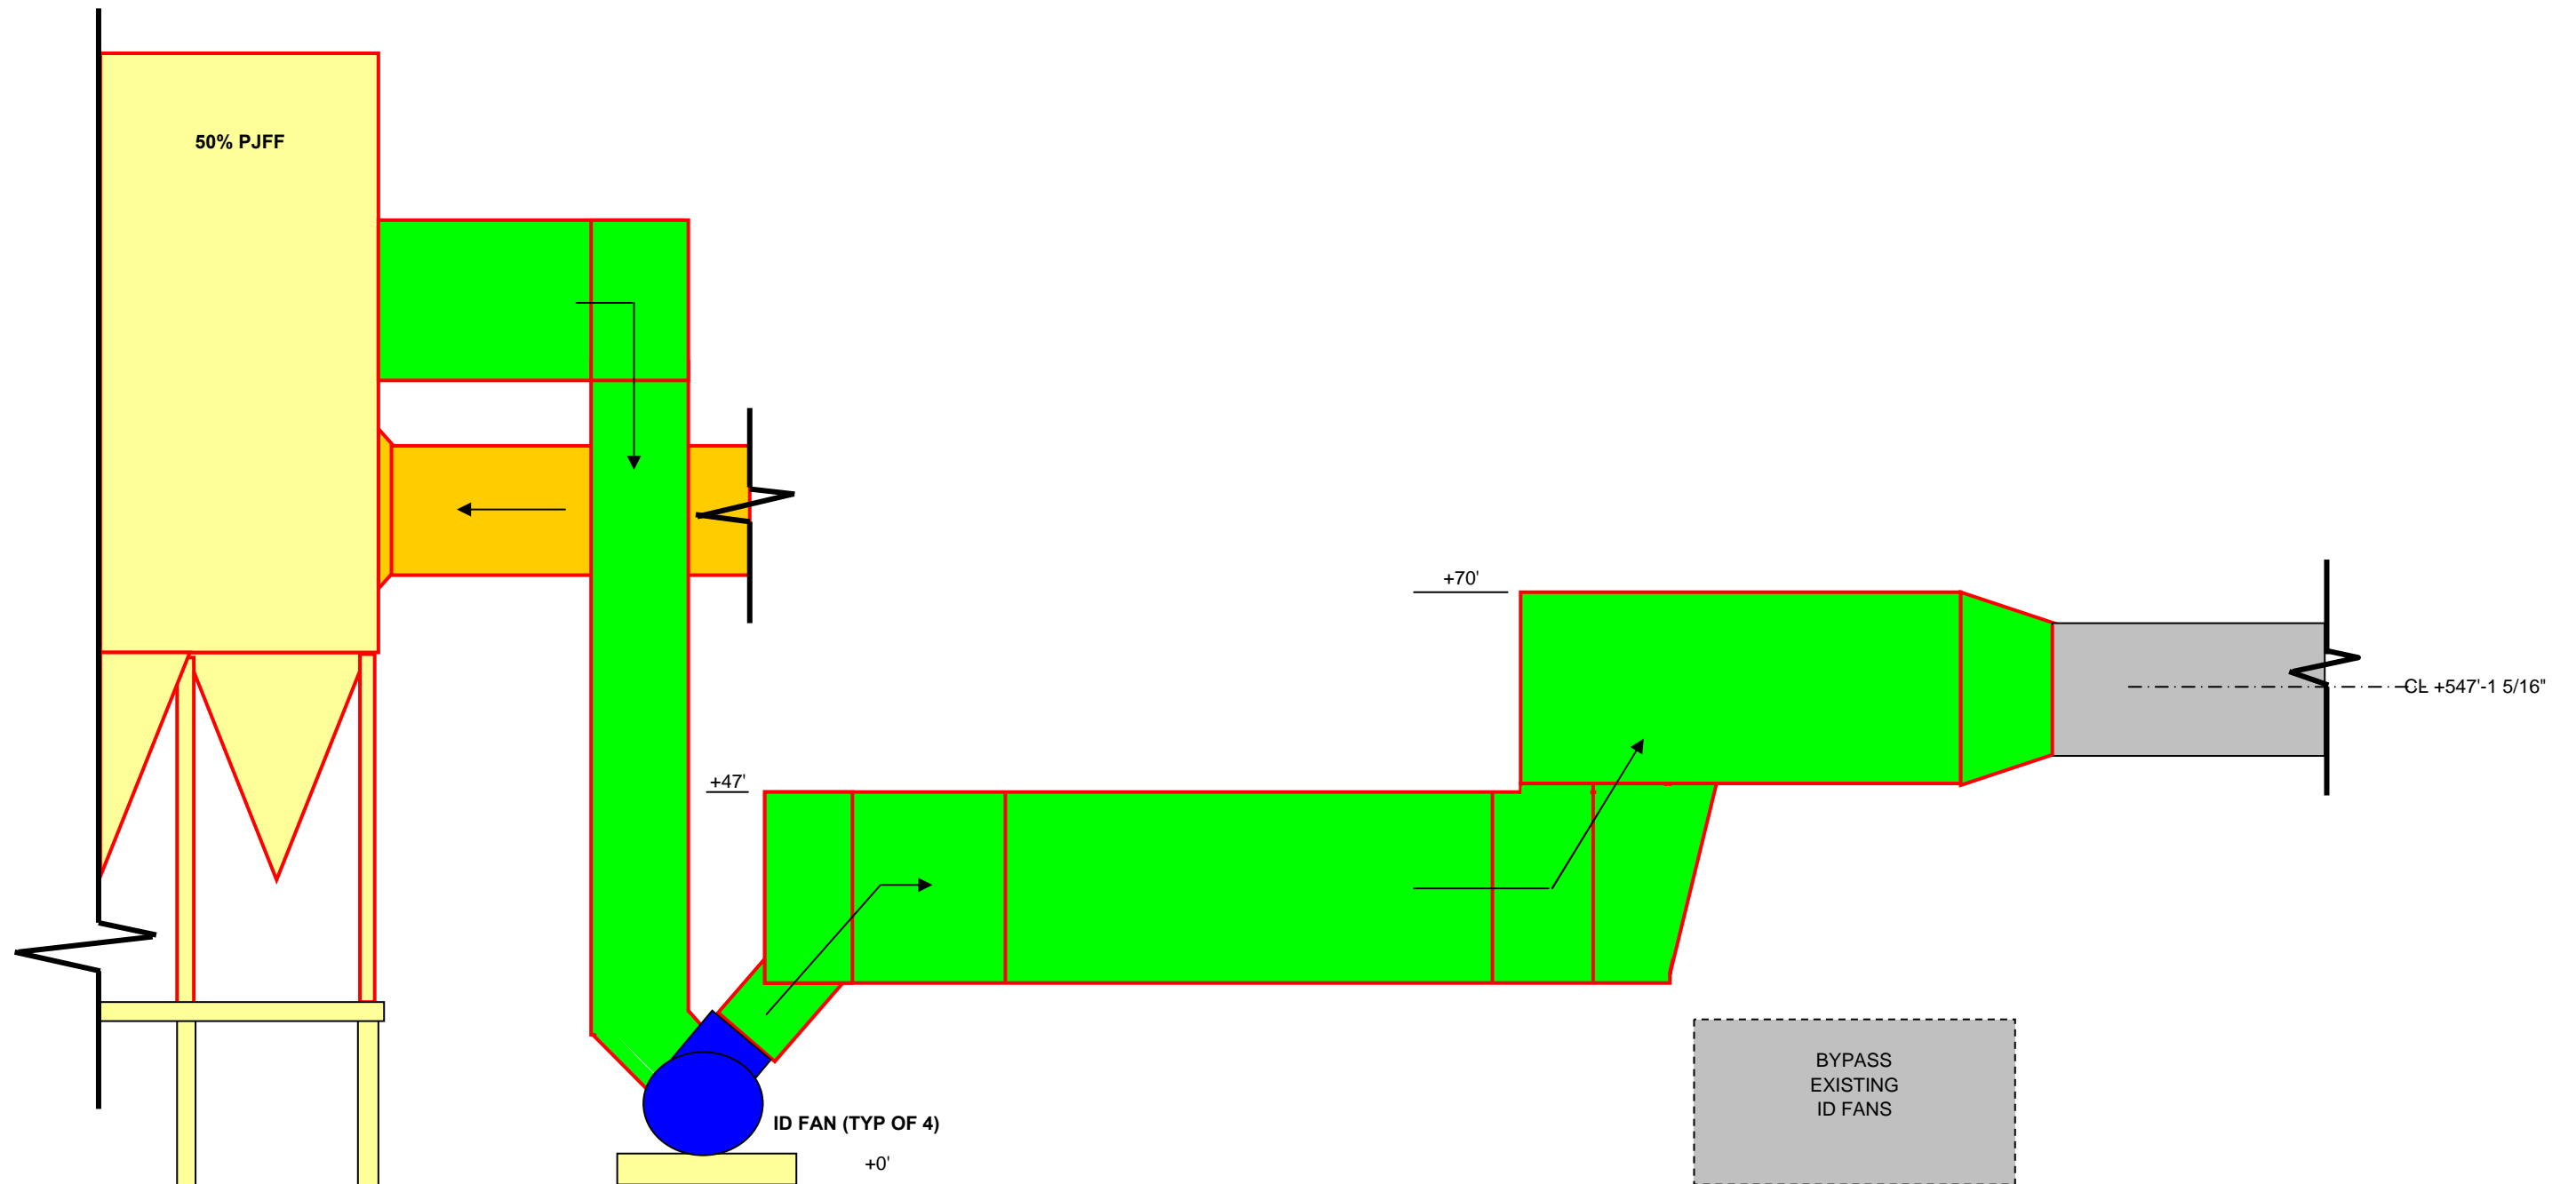 50% PJFF
+70'
CL +547'-1 5/16"
+47'
BYPASS
EXISTING
ID FANS
ID FAN (TYP OF 4)
+0'